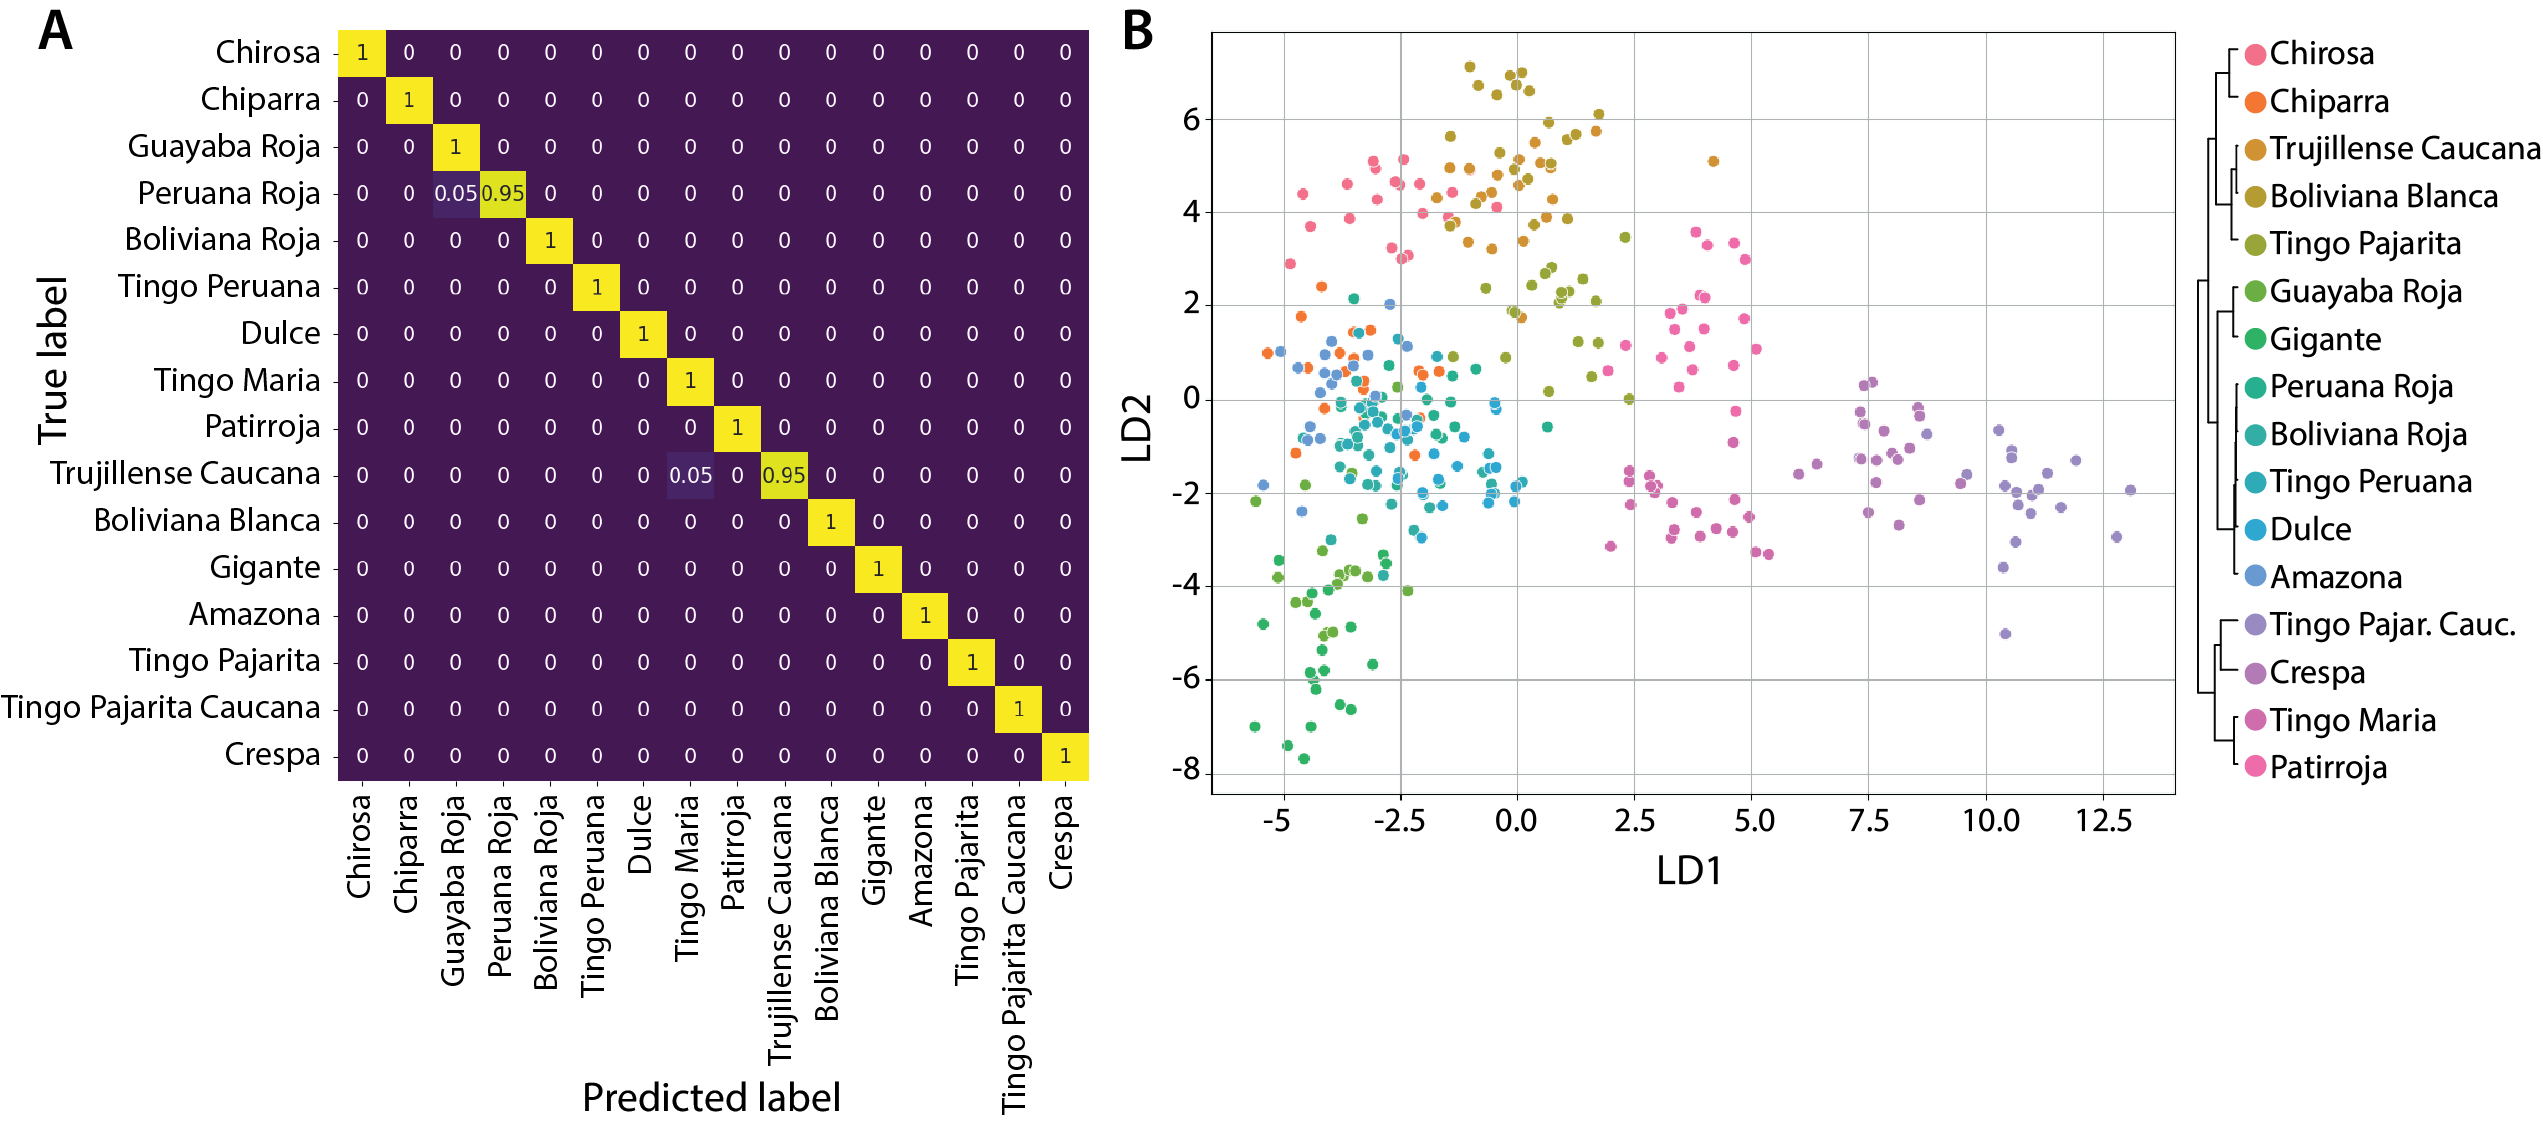 A
Chirosa 1 0 0 0 0 0 0 0 0 0 0 0 0 0 0 0
Chiparra 0 1 0 0 0 0 0 0 0 0 0 0 0 0 0 0
Guayaba Roja 0 0 1 0 0 0 0 0 0 0 0 0 0 0 0 0
Peruana Roja 0 0 0.05 0.95 0 0 0 0 0 0 0 0 0 0 0 0
Boliviana Roja 0 0 0 0 1 0 0 0 0 0 0 0 0 0 0 0
Tingo Peruana 0 0 0 0 0 1 0 0 0 0 0 0 0 0 0 0
Dulce 0 0 0 0 0 0 1 0 0 0 0 0 0 0 0 0
Tingo Maria 0 0 0 0 0 0 0 1 0 0 0 0 0 0 0 0
Patirroja 0 0 0 0 0 0 0 0 1 0 0 0 0 0 0 0
Trujillense Caucana 0 0 0 0 0 0 0 0.05 0 0.95 0 0 0 0 0 0
Boliviana Blanca 0 0 0 0 0 0 0 0 0 0 1 0 0 0 0 0
Gigante 0 0 0 0 0 0 0 0 0 0 0 1 0 0 0 0
Amazona 0 0 0 0 0 0 0 0 0 0 0 0 1 0 0 0
Tingo Pajarita 0 0 0 0 0 0 0 0 0 0 0 0 0 1 0 0
Tingo Pajarita Caucana 0 0 0 0 0 0 0 0 0 0 0 0 0 0 1 0
Crespa 0 0 0 0 0 0 0 0 0 0 0 0 0 0 0 1
True label
Chirosa
Chiparra
Guayaba Roja
Peruana Roja
Boliviana Roja
Tingo Peruana
Dulce
Tingo Maria
Patirroja
Trujillense Caucana
Boliviana Blanca
Gigante
Amazona
Tingo Pajarita
Tingo Pajarita Caucana
Crespa
Predicted label
B
6
4
2
0
-2
-4
-6
-8
LD2
-5 -2.5 0.0 2.5 5.0 7.5 10.0 12.5
LD1
Chirosa
Chiparra
Trujillense Caucana
Boliviana Blanca
Tingo Pajarita
Guayaba Roja
Gigante
Peruana Roja
Boliviana Roja
Tingo Peruana
Dulce
Amazona
Tingo Pajar. Cauc.
Crespa
Tingo Maria
Patirroja